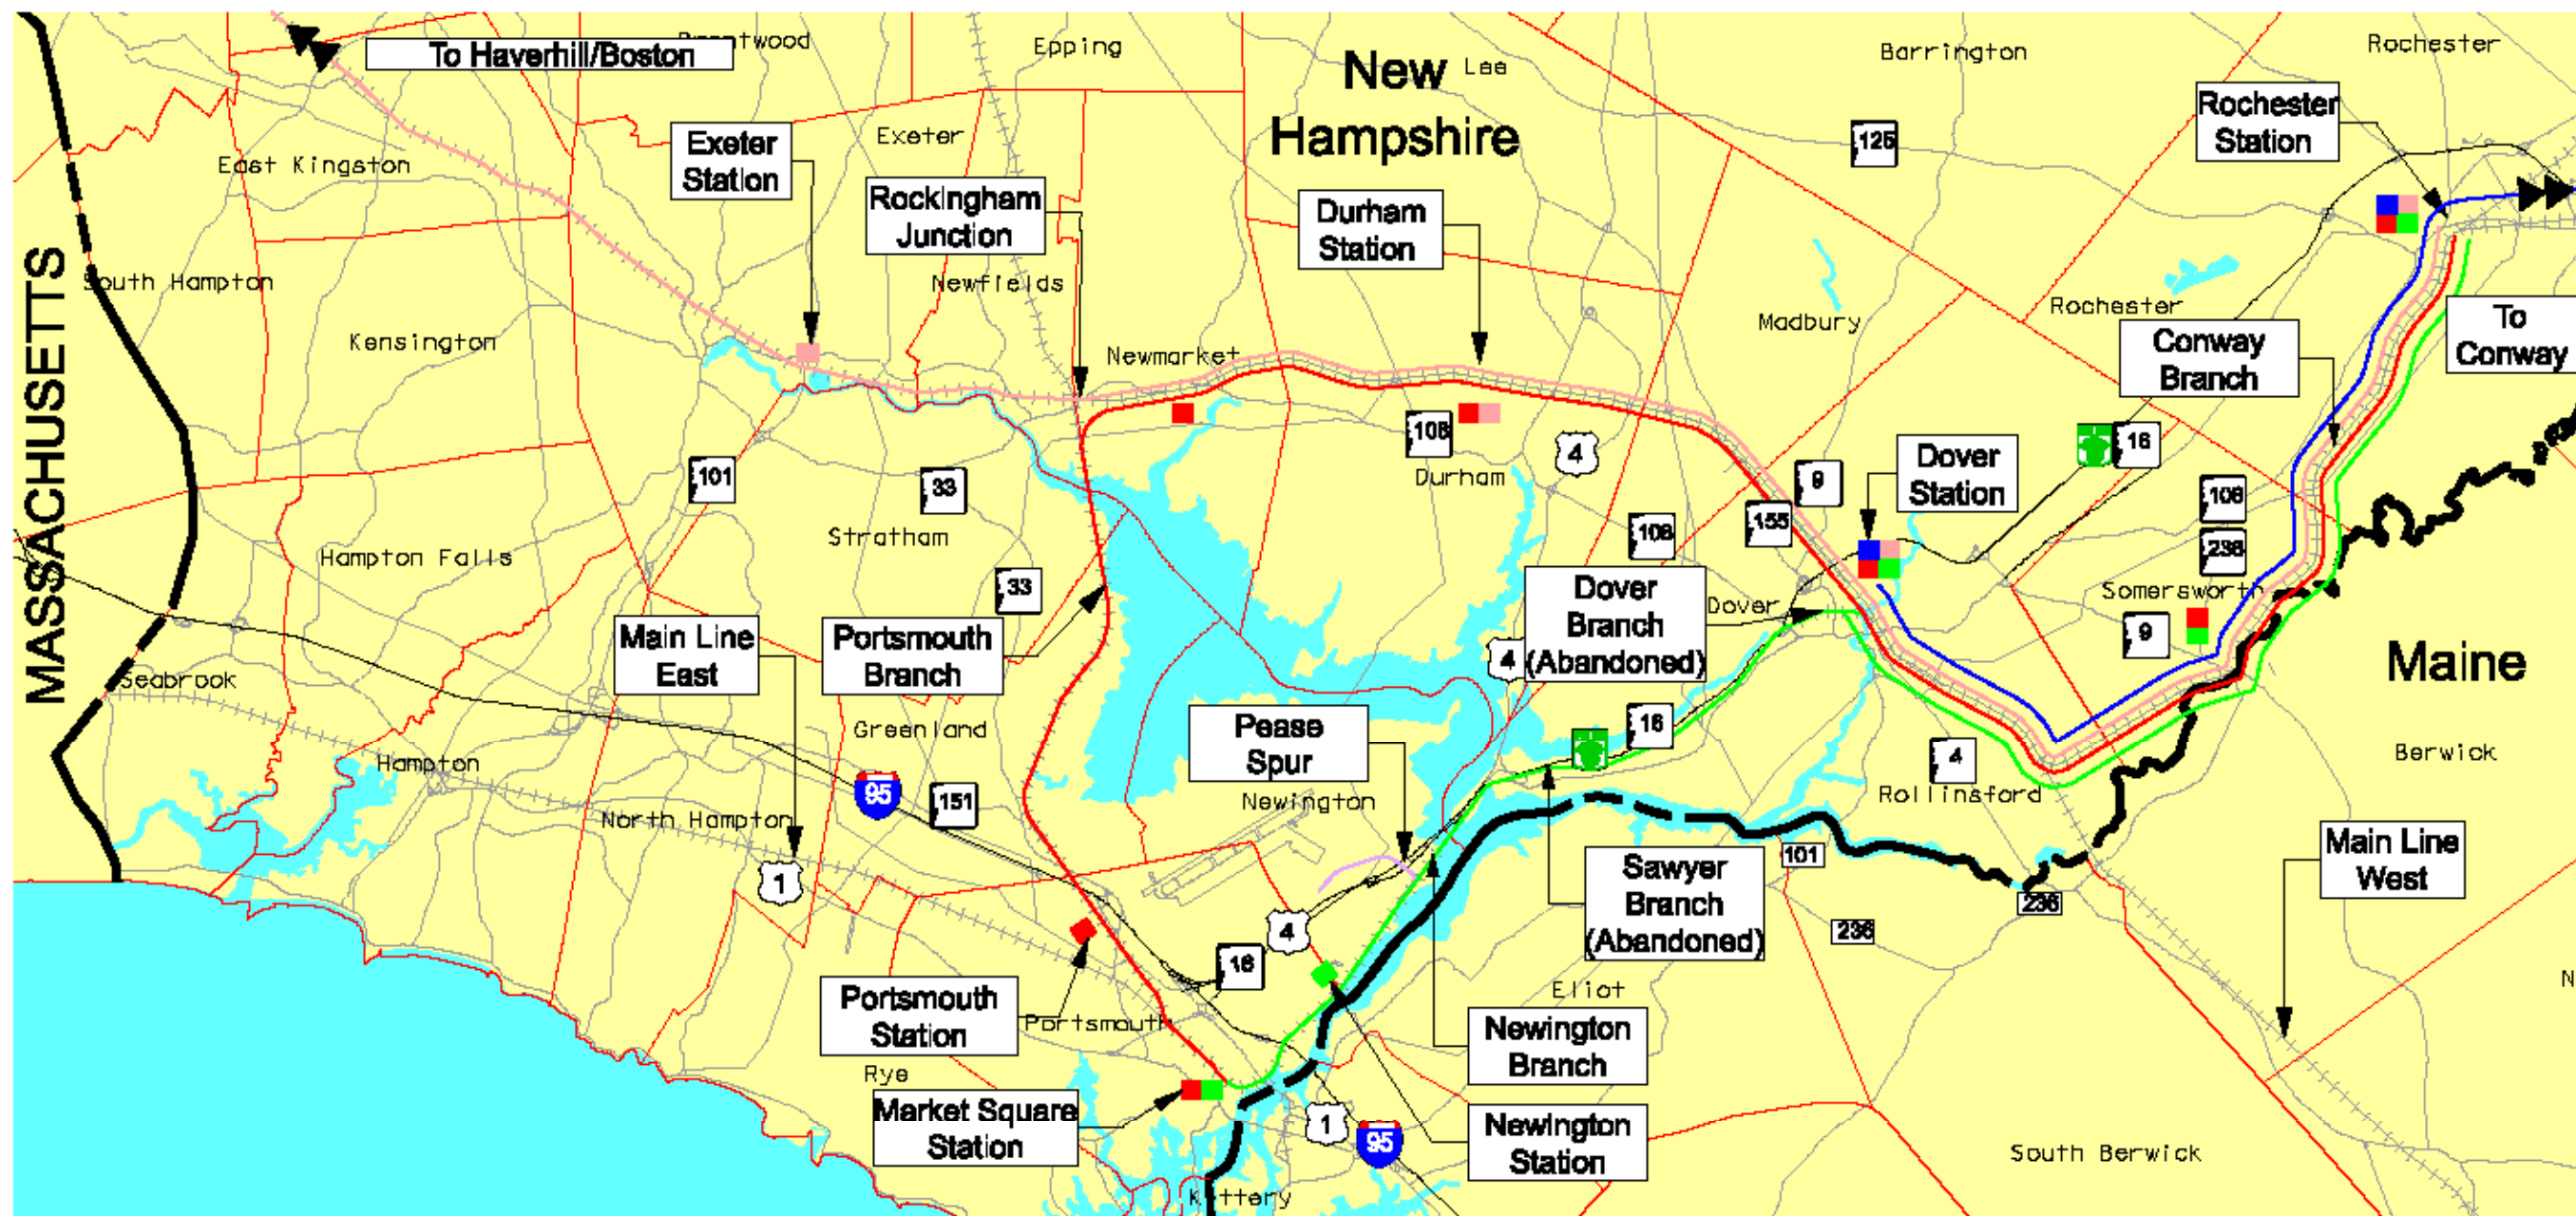 To Haverhill/Boston
Epping
New
Hampshire
Lee
Barrington
Rochester
Rochester
Station
Exeter
Station
Exeter
125
East Kingston
Rockingham
Junction
Durham
Station
MASSACHUSETTS
South Hampton
Newfields
Madbury
Rochester
To
Conway
Kensington
Newmarket
Conway
Branch
108
4
16
Dover
Station
101
33
Durham
9
108
155
108
238
Stratham
Hampton Falls
33
Dover
Branch
(Abandoned)
Dover
Somersworth
9
Main Line
East
Portsmouth
Branch
4
Maine
Seabrook
Greenland
Pease
Spur
16
Berwick
Hampton
95
151
Newington
4
Rollinsford
North Hampton
1
Sawyer
Branch
(Abandoned)
101
Main Line
West
236
236
4
16
Portsmouth
Station
Portsmouth
Eliot
Newington
Branch
Rye
Market Square
Station
1
95
Newington
Station
South Berwick
Kittery